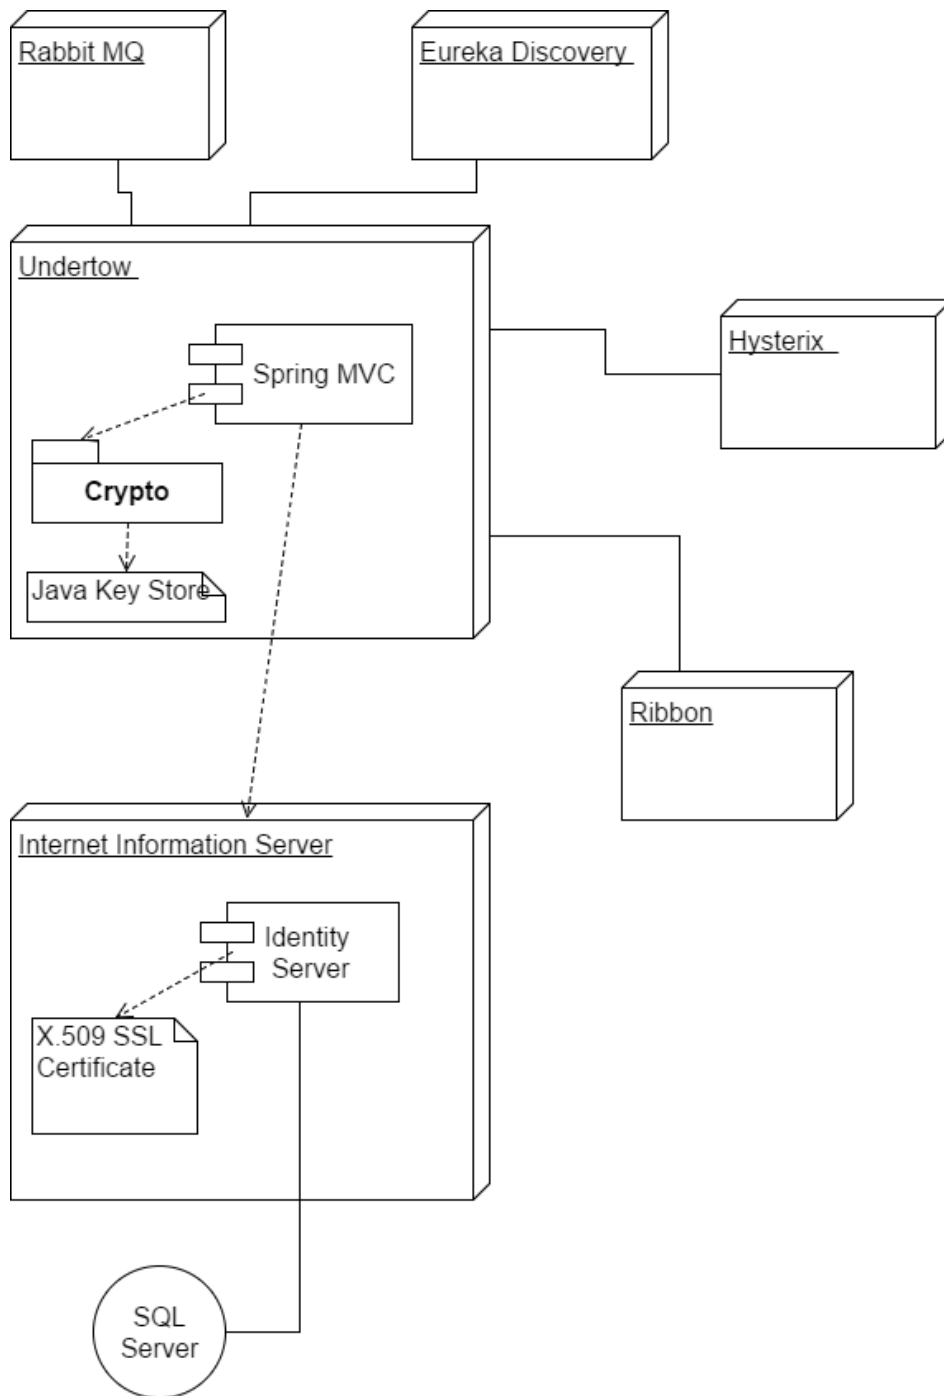 Rabbit MQ
Eureka Discovery
Undertow
Spring MVC
Hysterix
Crypto
Java Key Store
Ribbon
Internet Information Server
Identity
Server
X.509 SSL
Certificate
SQL
Server